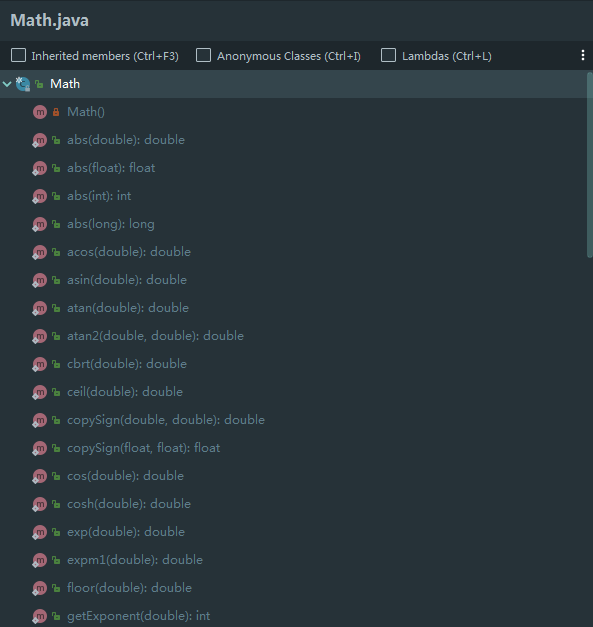 Math.java
Inherited members (Ctrl+F3) Anonymous Classes (Ctrl+I) Lambdas (Ctrl+L)
Math
m Math()
m abs(double): double
m abs(float): float
m abs(int): int
m abs(long): long
m acos(double): double
m asin(double): double
m atan(double): double
m atan2(double, double): double
m cbrt(double): double
m ceil(double): double
m copySign(double, double): double
m copySign(float, float): float
m cos(double): double
m cosh(double): double
m exp(double): double
m expm1(double): double
m floor(double): double
m getExponent(double): int